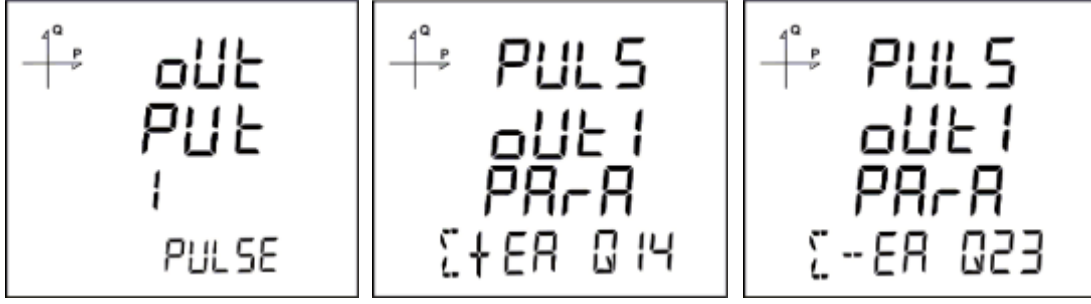 Q
P
oUt
PUt
1
PULSE
Q
P
PULS
oUt1
PArA
Σ+EA Q14
Q
P
PULS
oUt1
PArA
Σ-EA Q23